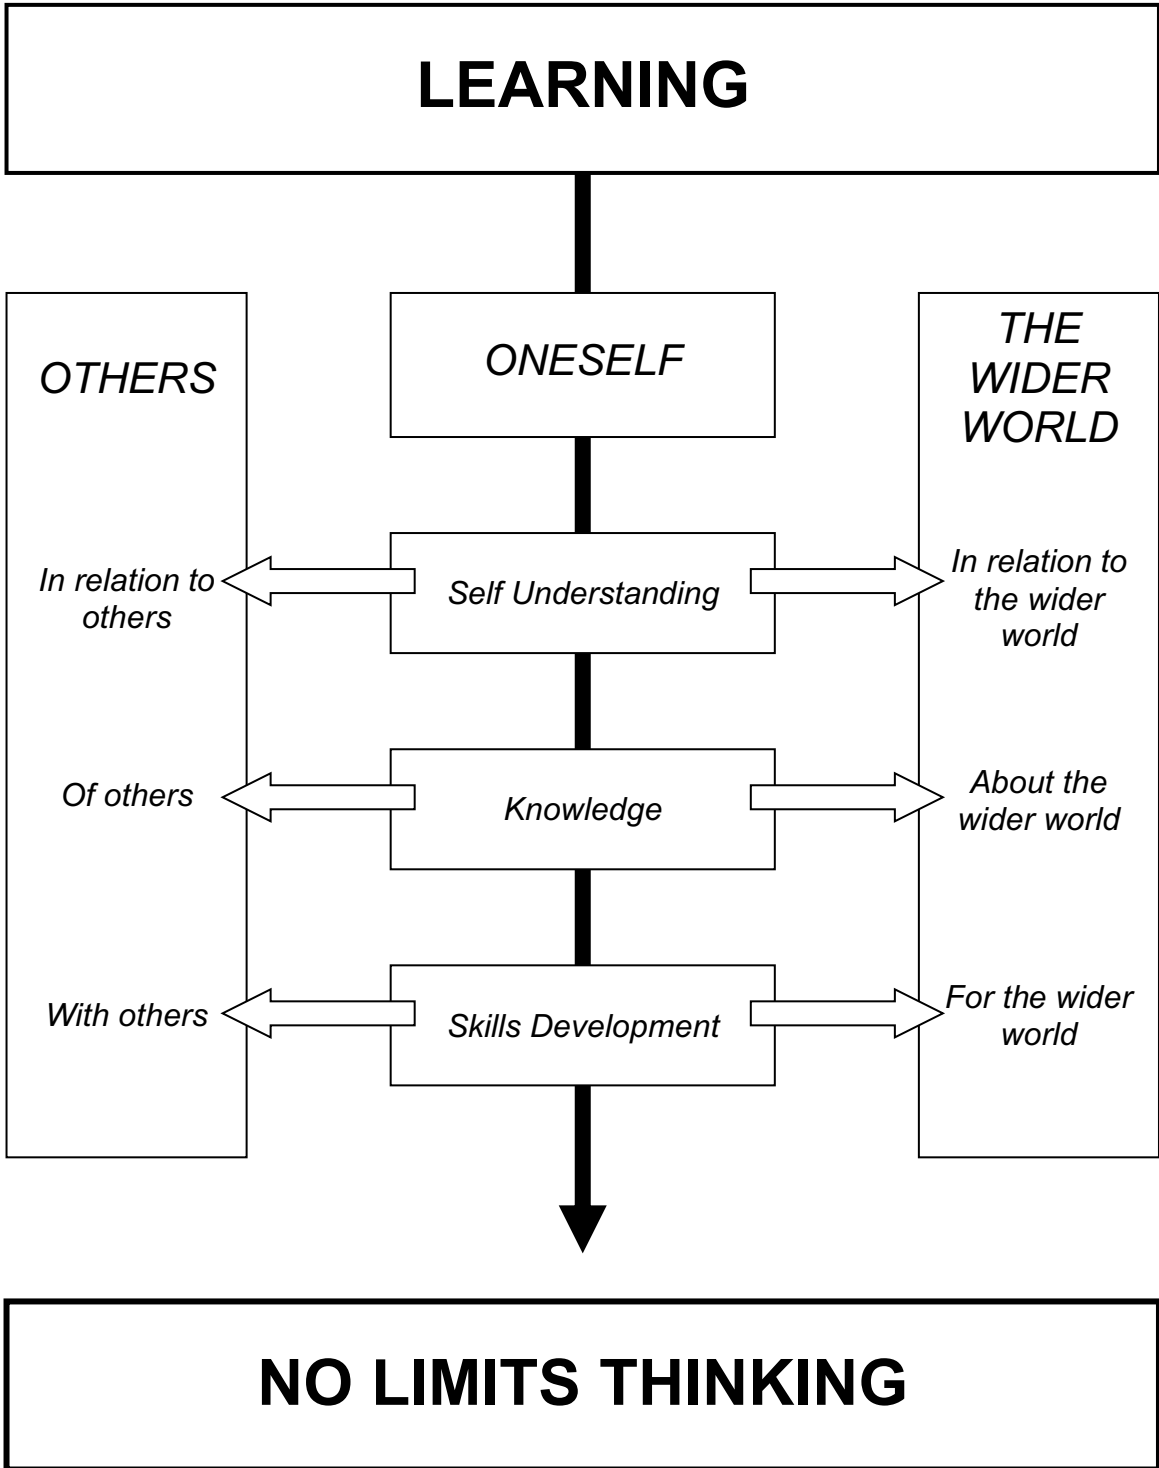 LEARNING
OTHERS
ONESELF
THE
WIDER
WORLD
In relation to
others
Self Understanding
In relation to
the wider
world
Of others
Knowledge
About the
wider world
With others
Skills Development
For the wider
world
NO LIMITS THINKING